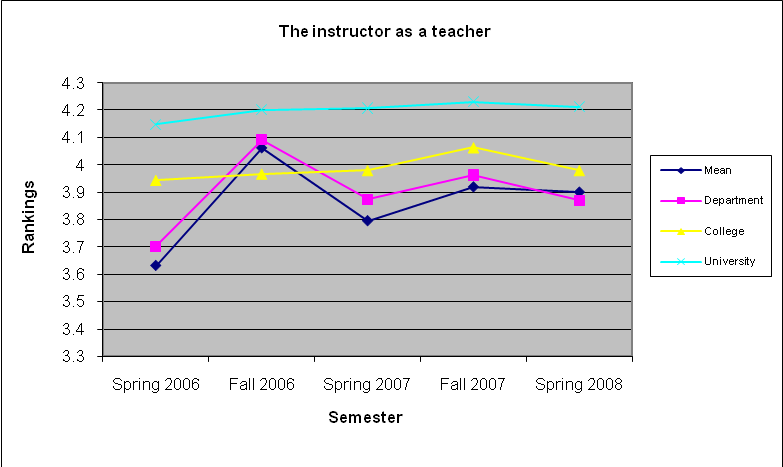 The instructor as a teacher
4.3
4.2
4.1
4
3.9
3.8
3.7
3.6
3.5
3.4
3.3
Rankings
Spring 2006 Fall 2006 Spring 2007 Fall 2007 Spring 2008
Semester
Mean
Department
College
University